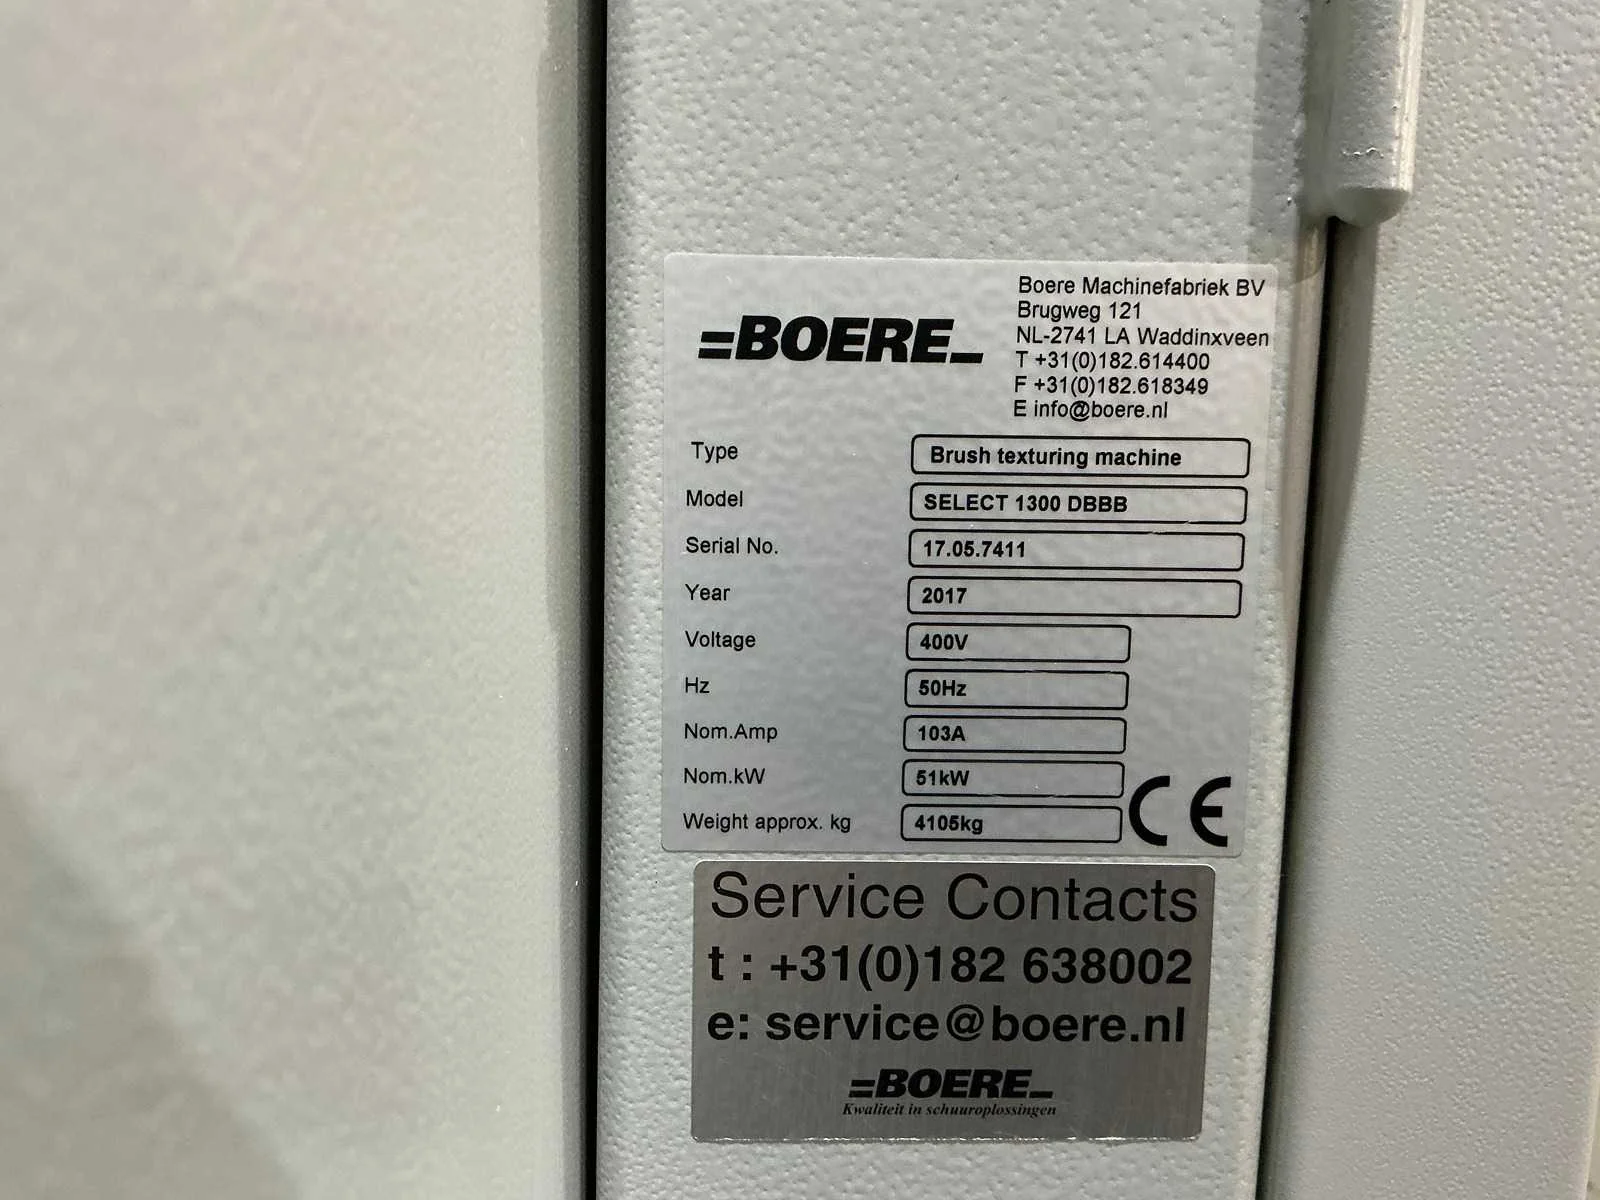 =BOERE_
Boere Machinefabriek BV
Brugweg 121
NL-2741 LA Waddinxveen
T +31(0)182.614400
F +31(0)182.618349
E info@boere.nl
Type Brush texturing machine
Model SELECT 1300 DBBB
Serial No. 17.05.7411
Year 2017
Voltage 400V
Hz 50Hz
Nom.Amp 103A
Nom.kW 51kW
Weight approx. kg 4105kg
CE
Service Contacts
t : +31(0)182 638002
e: service@boere.nl
=BOERE_
Kwaliteit in schuuroplossingen